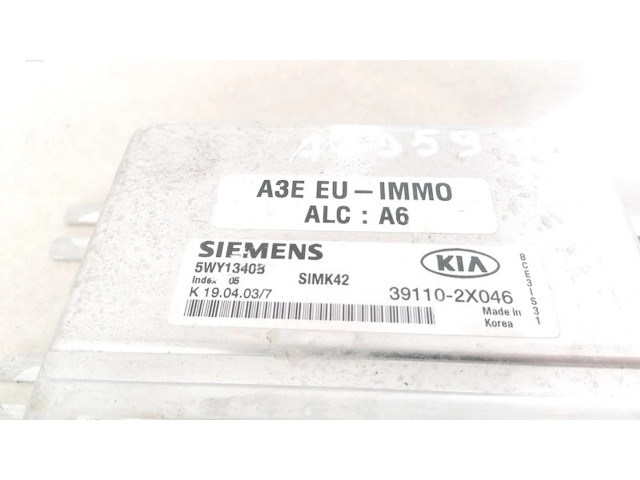 A3E EU-IMMO
ALC : A6
SIEMENS
KIA
5WY1340B
Index 05
SIMK42
K 19.04.03/7
39110-2X046
Made in
Korea
BCE3IS31